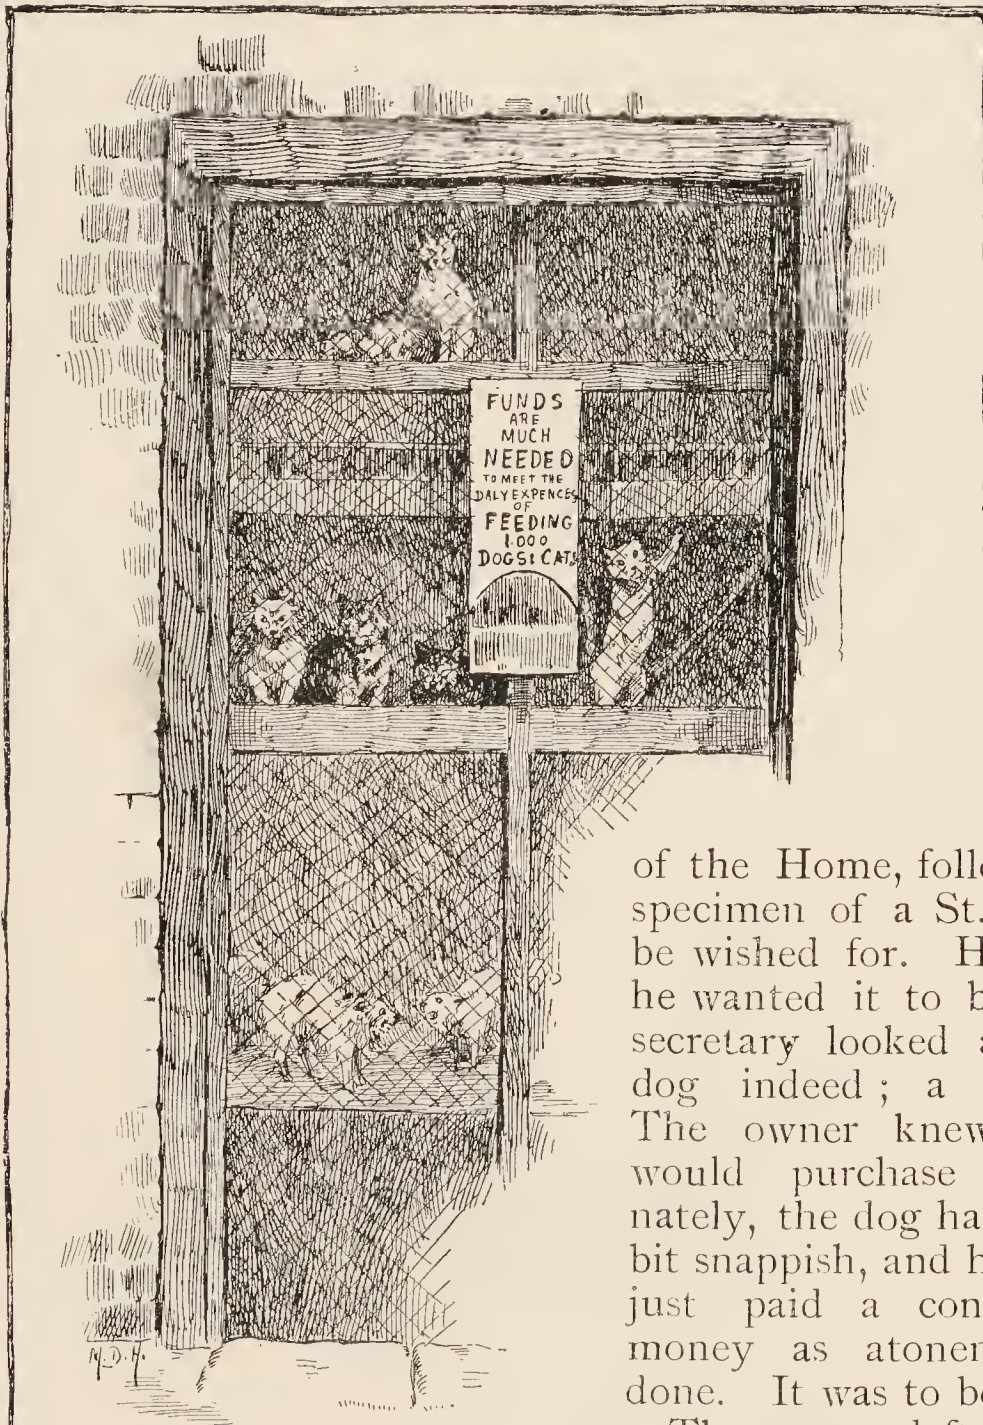 FUNDS
ARE
MUCH
NEEDED
TO MEET THE
DALY EXPENCES
OF
FEEDING
1.000
DOGS & CATS
of the Home, foll
specimen of a St.
be wished for. H
he wanted it to b
secretary looked a
dog indeed ; a
The owner knew
would purchase
nately, the dog ha
bit snappish, and h
just paid a con
money as atoner
done. It was to be
M.D.H.